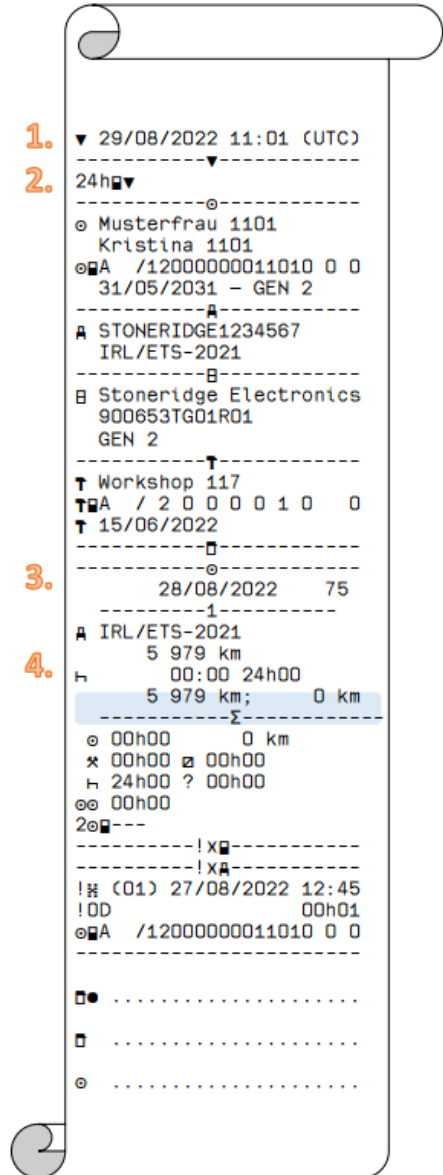 1. ▼ 29/08/2022 11:01 (UTC)
-----------▼-------------
2. 24h▼
-----------⊙-------------
⊙ Musterfrau 1101
Kristina 1101
⊙A /12000000011010 0 0
31/05/2031 – GEN 2
-------------------------
STONERIDGE1234567
IRL/ETS-2021
-------------------------
Stoneridge Electronics
900653TG01R01
GEN 2
-------------------------
Workshop 117
A / 2 0 0 0 0 1 0 0
15/06/2022
-------------------------
-----------⊙-------------
3. 28/08/2022 75
---------1----------
IRL/ETS-2021
5 979 km
4. 00:00 24h00
5 979 km; 0 km
-----------Σ------------
⊙ 00h00 0 km
⚒ 00h00 ⧄ 00h00
24h00 ? 00h00
⊙⊙ 00h00
2⊙---
----------!x------------
----------!x------------
! (01) 27/08/2022 12:45
!0D 00h01
⊙A /12000000011010 0 0
-------------------------
● .....................
.....................
⊙ .....................